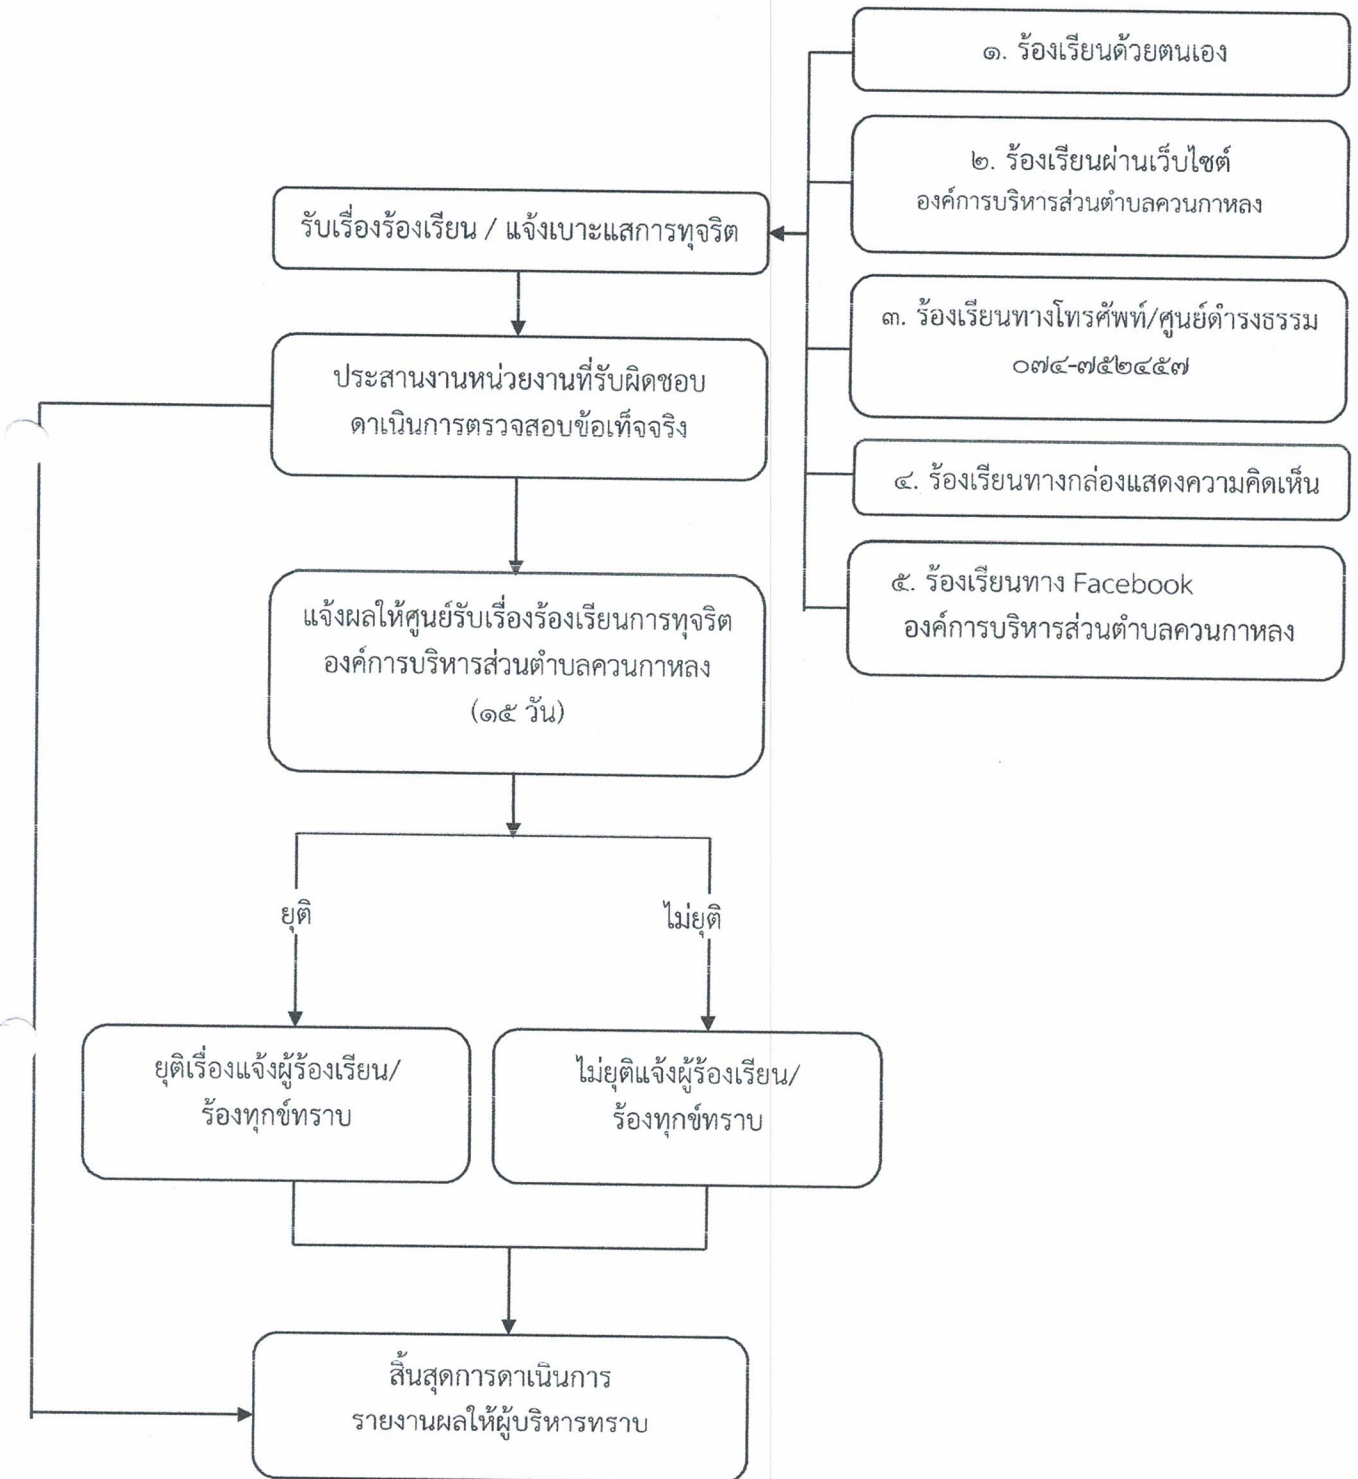 ๑. ร้องเรียนด้วยตนเอง
๒. ร้องเรียนผ่านเว็บไซต์
องค์การบริหารส่วนตำบลควนกาหลง
รับเรื่องร้องเรียน / แจ้งเบาะแสการทุจริต
๓. ร้องเรียนทางโทรศัพท์/ศูนย์ดำรงธรรม
๐๗๔-๗๕๒๔๕๗
ประสานงานหน่วยงานที่รับผิดชอบ
ดาเนินการตรวจสอบข้อเท็จจริง
๔. ร้องเรียนทางกล่องแสดงความคิดเห็น
๕. ร้องเรียนทาง Facebook
องค์การบริหารส่วนตำบลควนกาหลง
แจ้งผลให้ศูนย์รับเรื่องร้องเรียนการทุจริต
องค์การบริหารส่วนตำบลควนกาหลง
(๑๕ วัน)
ยุติ
ไม่ยุติ
ยุติเรื่องแจ้งผู้ร้องเรียน/
ร้องทุกข์ทราบ
ไม่ยุติแจ้งผู้ร้องเรียน/
ร้องทุกข์ทราบ
สิ้นสุดการดาเนินการ
รายงานผลให้ผู้บริหารทราบ